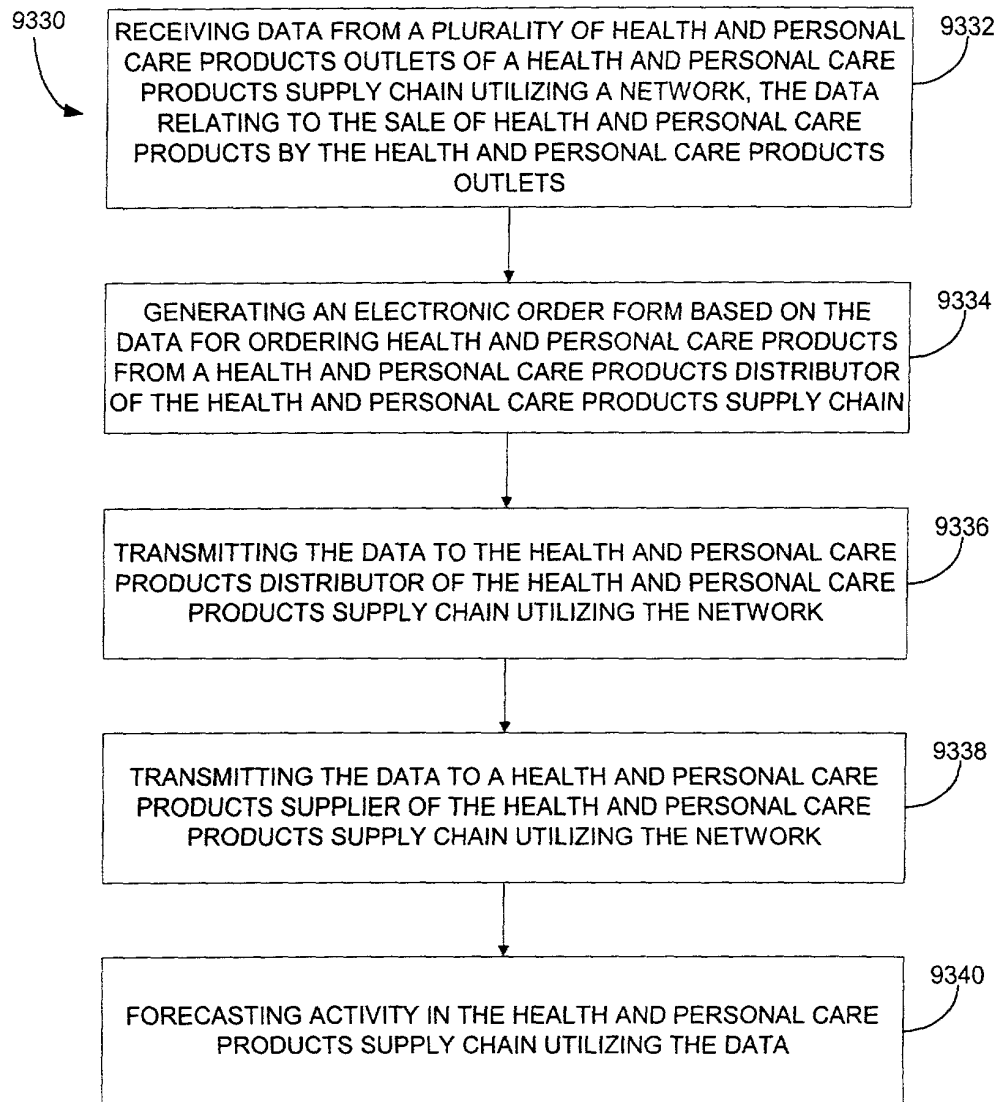 9330
RECEIVING DATA FROM A PLURALITY OF HEALTH AND PERSONAL
CARE PRODUCTS OUTLETS OF A HEALTH AND PERSONAL CARE
PRODUCTS SUPPLY CHAIN UTILIZING A NETWORK, THE DATA
RELATING TO THE SALE OF HEALTH AND PERSONAL CARE
PRODUCTS BY THE HEALTH AND PERSONAL CARE PRODUCTS
OUTLETS
9332
GENERATING AN ELECTRONIC ORDER FORM BASED ON THE
DATA FOR ORDERING HEALTH AND PERSONAL CARE PRODUCTS
FROM A HEALTH AND PERSONAL CARE PRODUCTS DISTRIBUTOR
OF THE HEALTH AND PERSONAL CARE PRODUCTS SUPPLY CHAIN
9334
TRANSMITTING THE DATA TO THE HEALTH AND PERSONAL CARE
PRODUCTS DISTRIBUTOR OF THE HEALTH AND PERSONAL CARE
PRODUCTS SUPPLY CHAIN UTILIZING THE NETWORK
9336
TRANSMITTING THE DATA TO A HEALTH AND PERSONAL CARE
PRODUCTS SUPPLIER OF THE HEALTH AND PERSONAL CARE
PRODUCTS SUPPLY CHAIN UTILIZING THE NETWORK
9338
FORECASTING ACTIVITY IN THE HEALTH AND PERSONAL CARE
PRODUCTS SUPPLY CHAIN UTILIZING THE DATA
9340